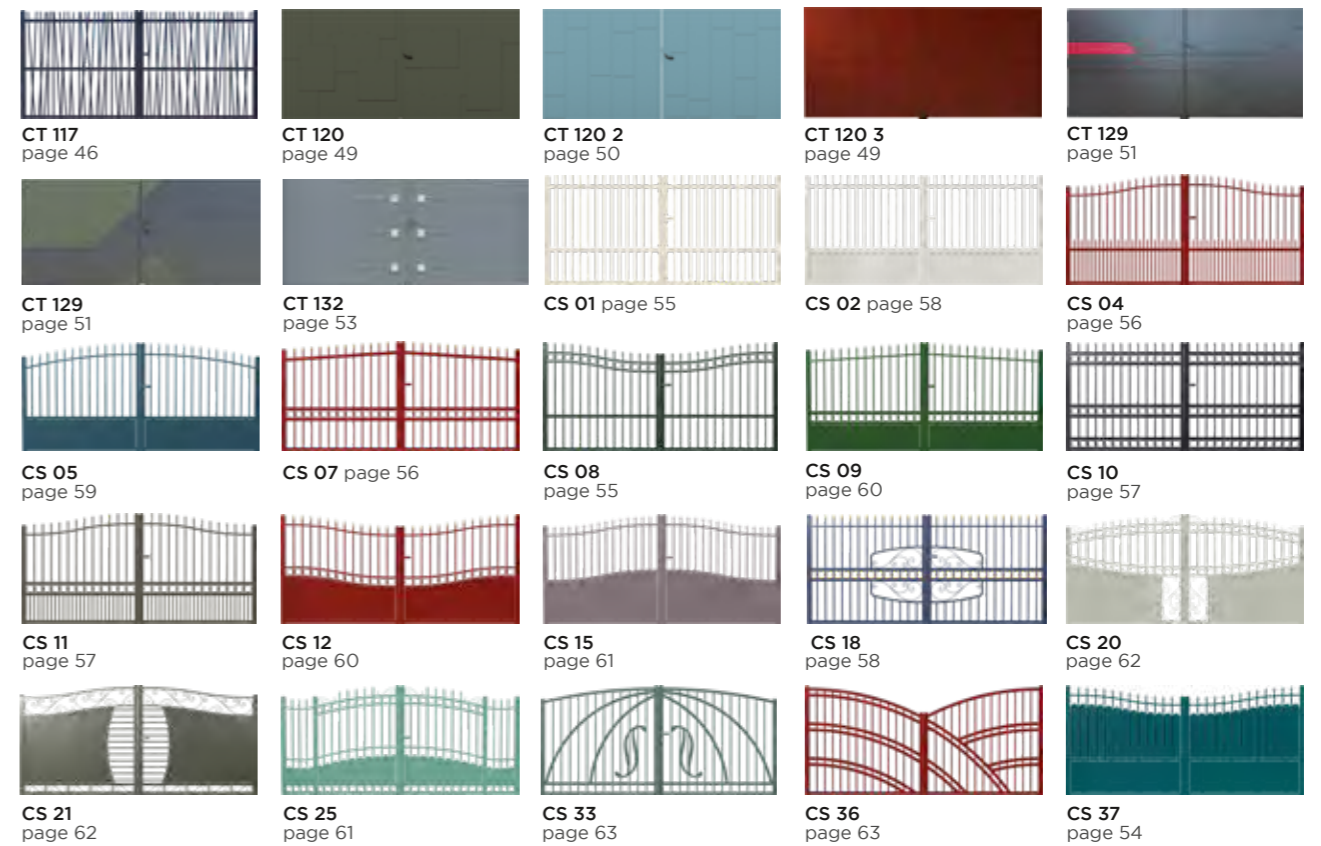 CT 117
page 46
CT 120
page 49
CT 120 2
page 50
CT 120 3
page 49
CT 129
page 51
CT 129
page 51
CT 132
page 53
CS 01 page 55
CS 02 page 58
CS 04
page 56
CS 05
page 59
CS 07 page 56
CS 08
page 55
CS 09
page 60
CS 10
page 57
CS 11
page 57
CS 12
page 60
CS 15
page 61
CS 18
page 58
CS 20
page 62
CS 21
page 62
CS 25
page 61
CS 33
page 63
CS 36
page 63
CS 37
page 54